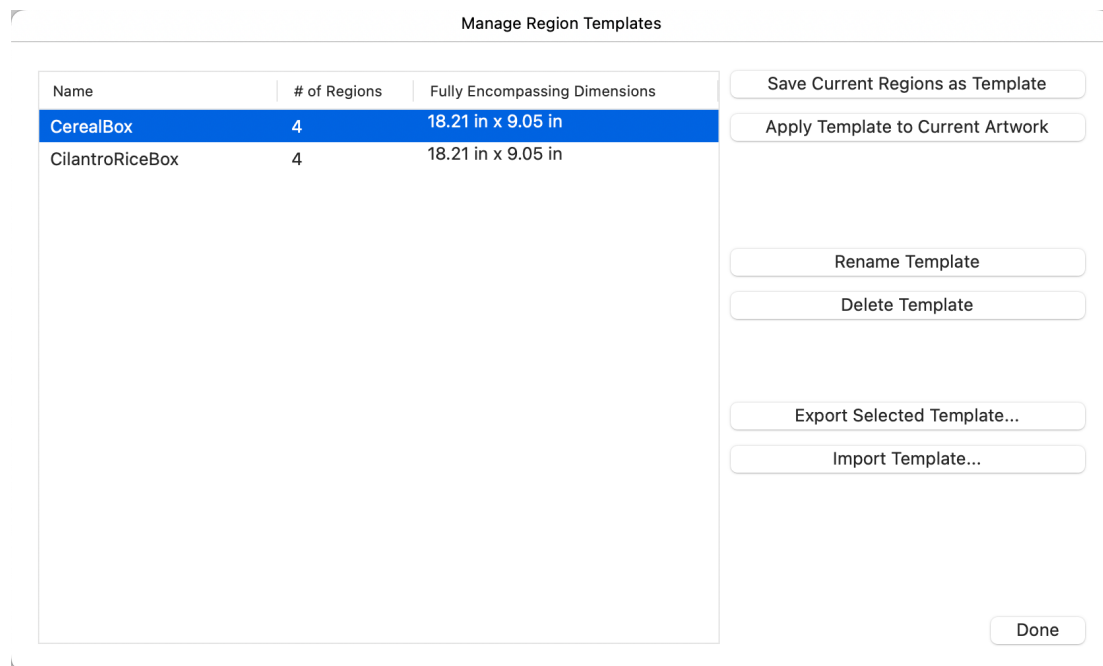 Manage Region Templates
Name # of Regions Fully Encompassing Dimensions
CerealBox 4 18.21 in x 9.05 in
CilantroRiceBox 4 18.21 in x 9.05 in
Save Current Regions as Template
Apply Template to Current Artwork
Rename Template
Delete Template
Export Selected Template...
Import Template...
Done